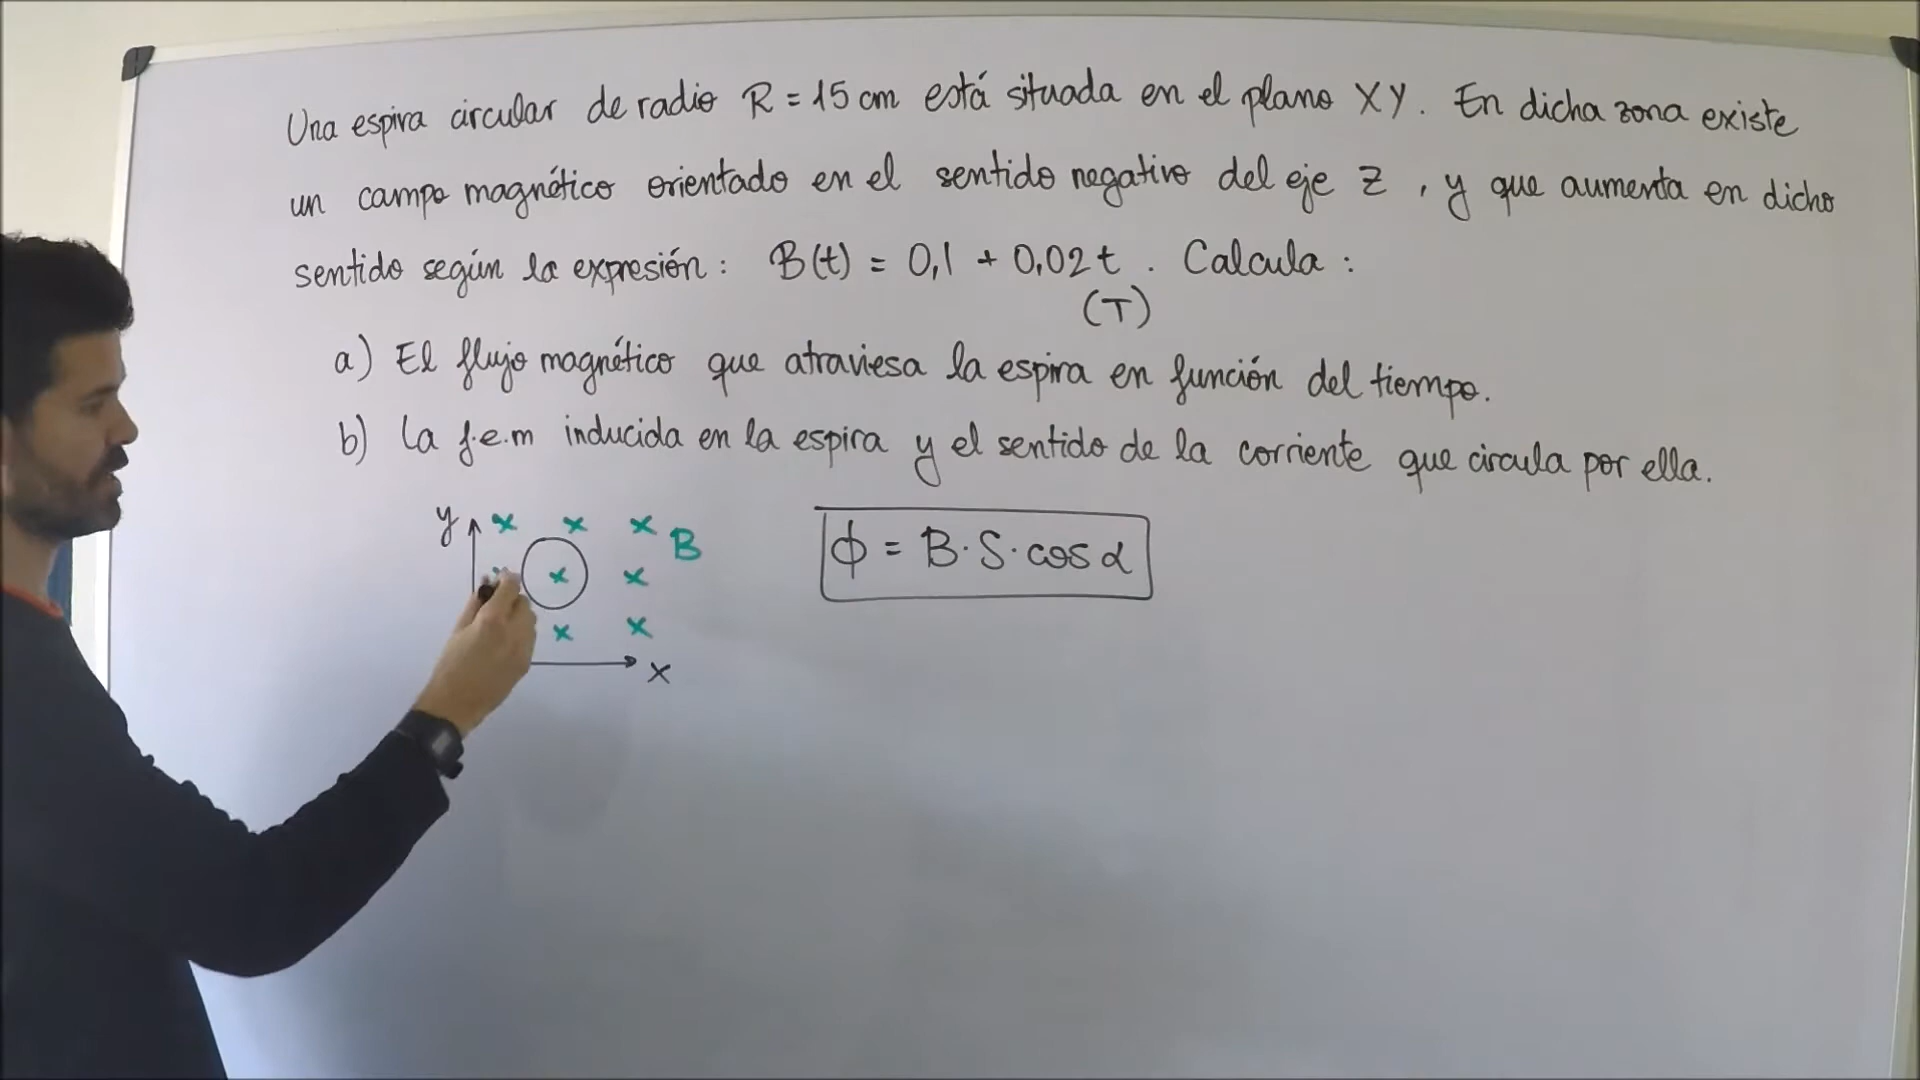 Una espira circular de radio R = 15 cm está situada en el plano XY. En dicha zona existe
un campo magnético orientado en el sentido negativo del eje Z, y que aumenta en dicho
sentido según la expresión: B(t) = 0,1 + 0,02t. Calcula:
(T)
a) El flujo magnético que atraviesa la espira en función del tiempo.
b) La f.e.m inducida en la espira y el sentido de la corriente que circula por ella.
y x x x B
x x
x x
x
ϕ = B·S·cos α